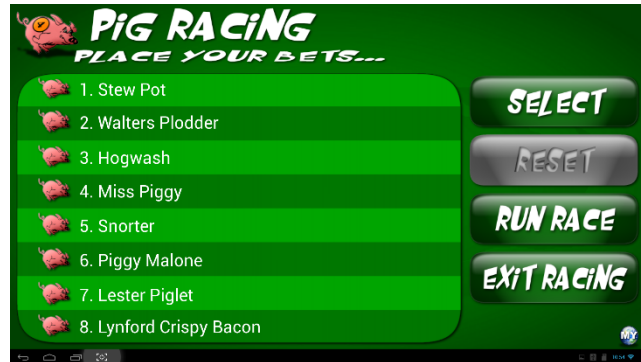 PiG RACiNG
PLACE YOUR BETS...
1. Stew Pot
2. Walters Plodder
3. Hogwash
4. Miss Piggy
5. Snorter
6. Piggy Malone
7. Lester Piglet
8. Lynford Crispy Bacon
SELECT
RESET
RUN RACE
EXiT RACiNG
MY